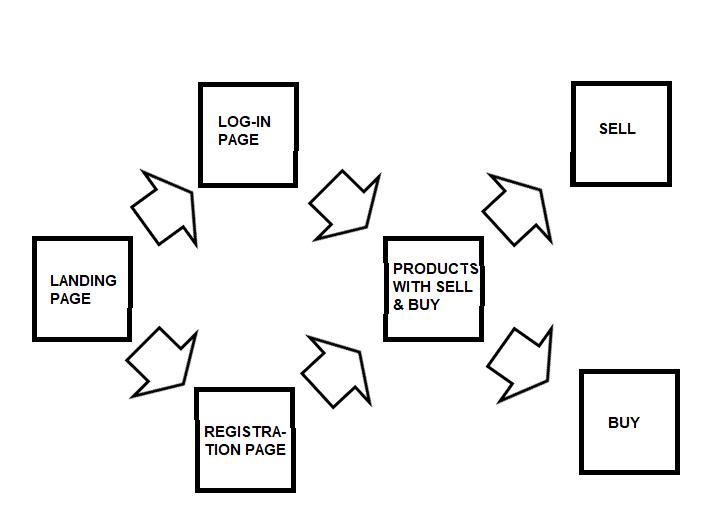 LOG-IN
PAGE
SELL
LANDING
PAGE
PRODUCTS
WITH SELL
& BUY
REGISTRA-
TION PAGE
BUY